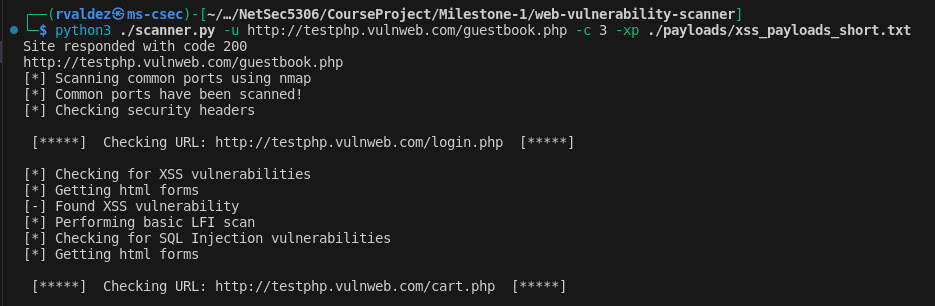 ┌──(rvaldez㉿ms-csec)-[~/…/NetSec5306/CourseProject/Milestone-1/web-vulnerability-scanner]
└─$ python3 ./scanner.py -u http://testphp.vulnweb.com/guestbook.php -c 3 -xp ./payloads/xss_payloads_short.txt
Site responded with code 200
http://testphp.vulnweb.com/guestbook.php
[*] Scanning common ports using nmap
[*] Common ports have been scanned!
[*] Checking security headers
[*****]  Checking URL: http://testphp.vulnweb.com/login.php  [*****]
[*] Checking for XSS vulnerabilities
[*] Getting html forms
[-] Found XSS vulnerability
[*] Performing basic LFI scan
[*] Checking for SQL Injection vulnerabilities
[*] Getting html forms
[*****]  Checking URL: http://testphp.vulnweb.com/cart.php  [*****]